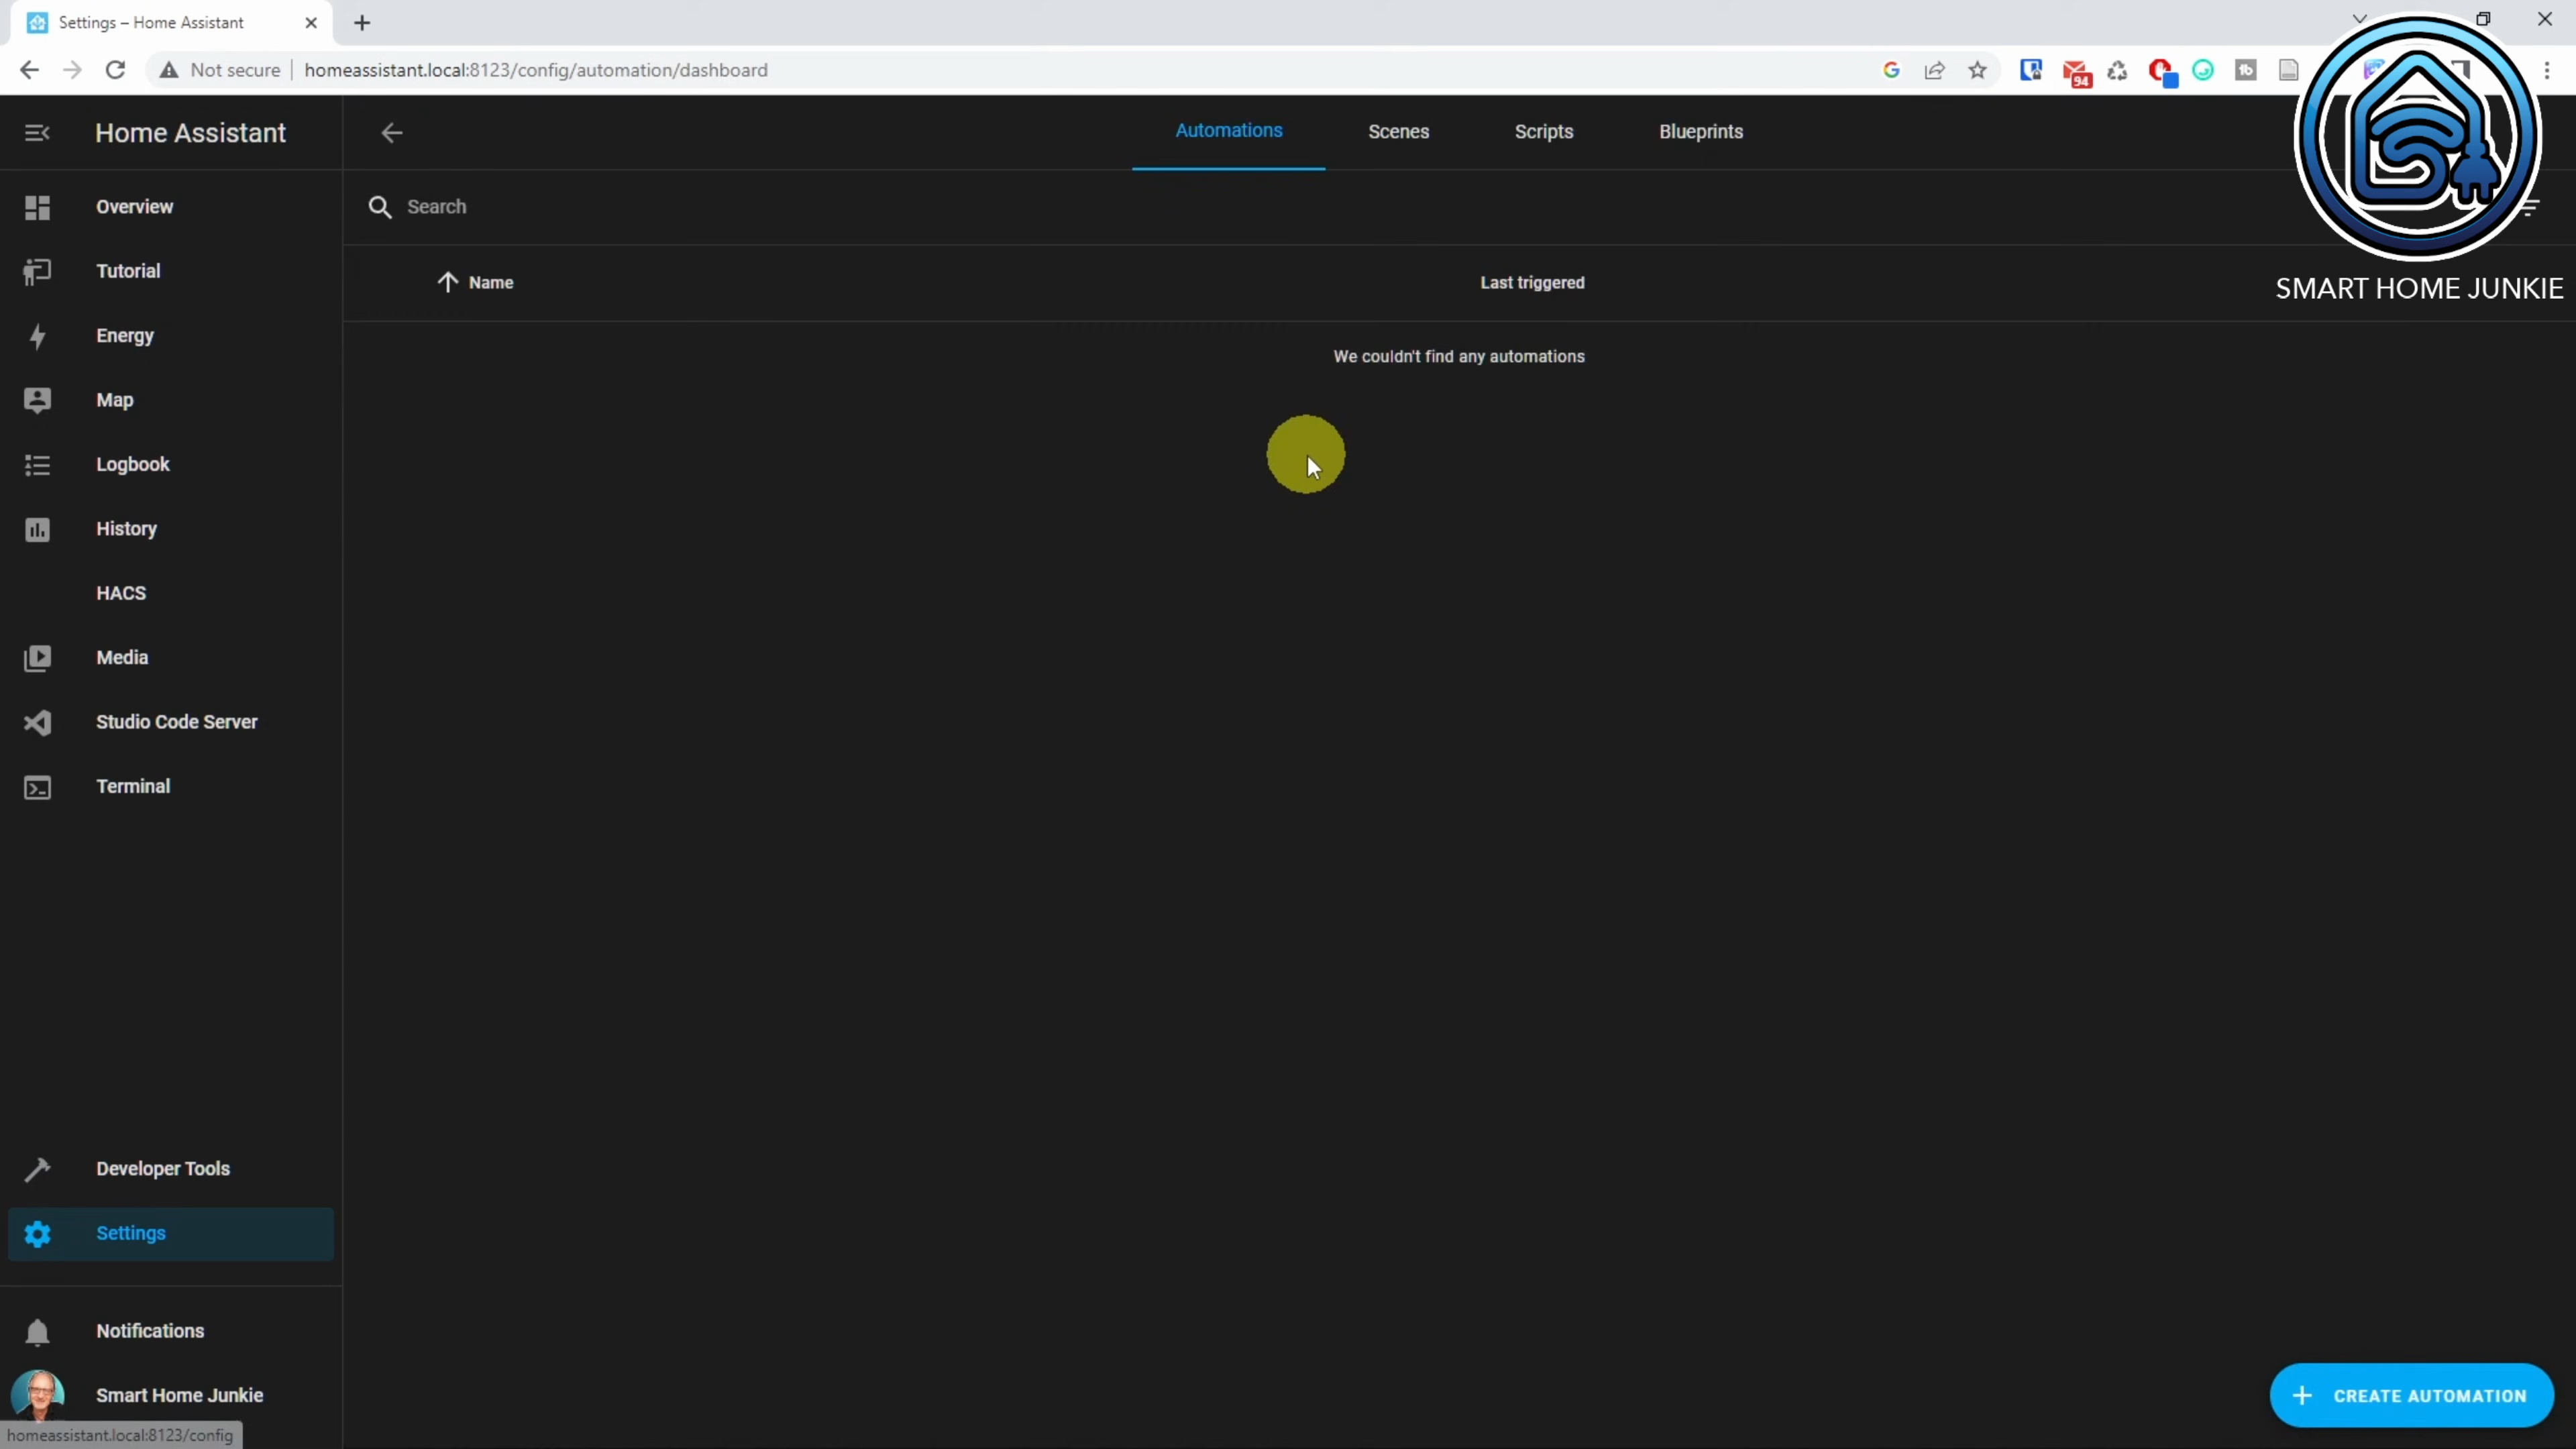 Settings – Home Assistant
Not secure
homeassistant.local:8123/config/automation/dashboard
94
Home Assistant
Automations
Scenes
Scripts
Blueprints
Overview
Search
Tutorial
Name
Last triggered
SMART HOME JUNKIE
Energy
We couldn't find any automations
Map
Logbook
History
HACS
Media
Studio Code Server
Terminal
Developer Tools
Settings
Notifications
Smart Home Junkie
CREATE AUTOMATION
homeassistant.local:8123/config